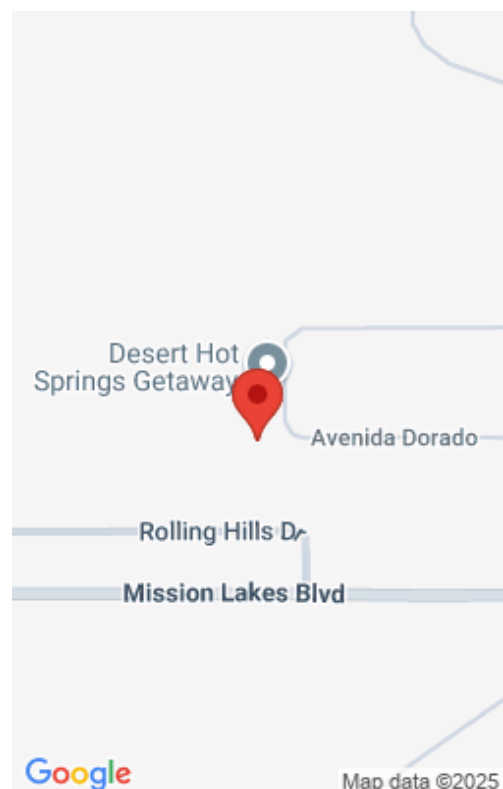 Desert Hot
Springs Getaway
Avenida Dorado
Rolling Hills Dr
Mission Lakes Blvd
Google
Map data ©2025